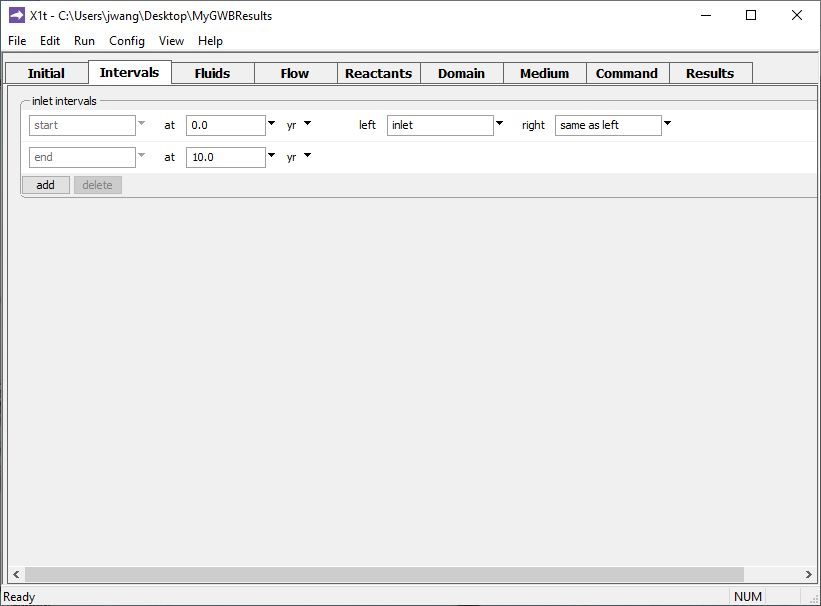 X1t - C:\Users\jwang\Desktop\MyGWBResults
File Edit Run Config View Help
Initial Intervals Fluids Flow Reactants Domain Medium Command Results
inlet intervals
start at 0.0 yr left inlet right same as left
end at 10.0 yr
add delete
Ready NUM